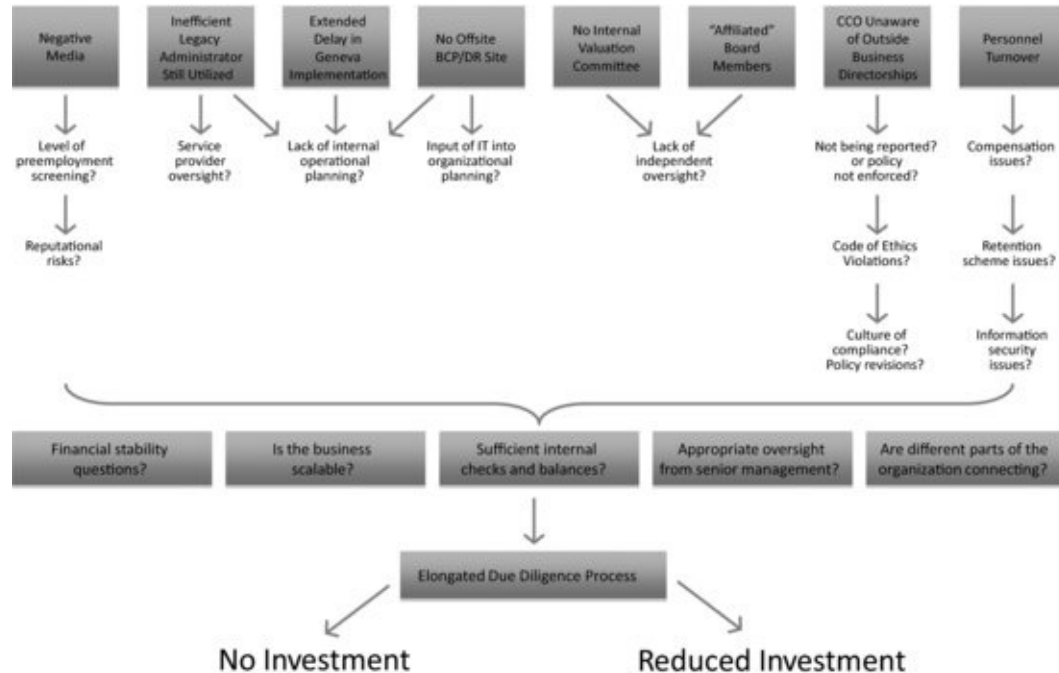 Negative
Media
Inefficient
Legacy
Administrator
Still Utilized
Extended
Delay in
Geneva
Implementation
No Offsite
BCP/DR Site
No Internal
Valuation
Committee
“Affiliated”
Board
Members
CCO Unaware
of Outside
Business
Directorships
Personnel
Turnover
Level of
preemployment
screening?
Service
provider
oversight?
Lack of internal
operational
planning?
Input of IT into
organizational
planning?
Lack of
independent
oversight?
Not being reported?
or policy
not enforced?
Compensation
issues?
Reputational
risks?
Code of Ethics
Violations?
Retention
scheme issues?
Culture of
compliance?
Policy revisions?
Information
security
issues?
Financial stability
questions?
Is the business
scalable?
Sufficient internal
checks and balances?
Appropriate oversight
from senior management?
Are different parts of the
organization connecting?
Elongated Due Diligence Process
No Investment
Reduced Investment